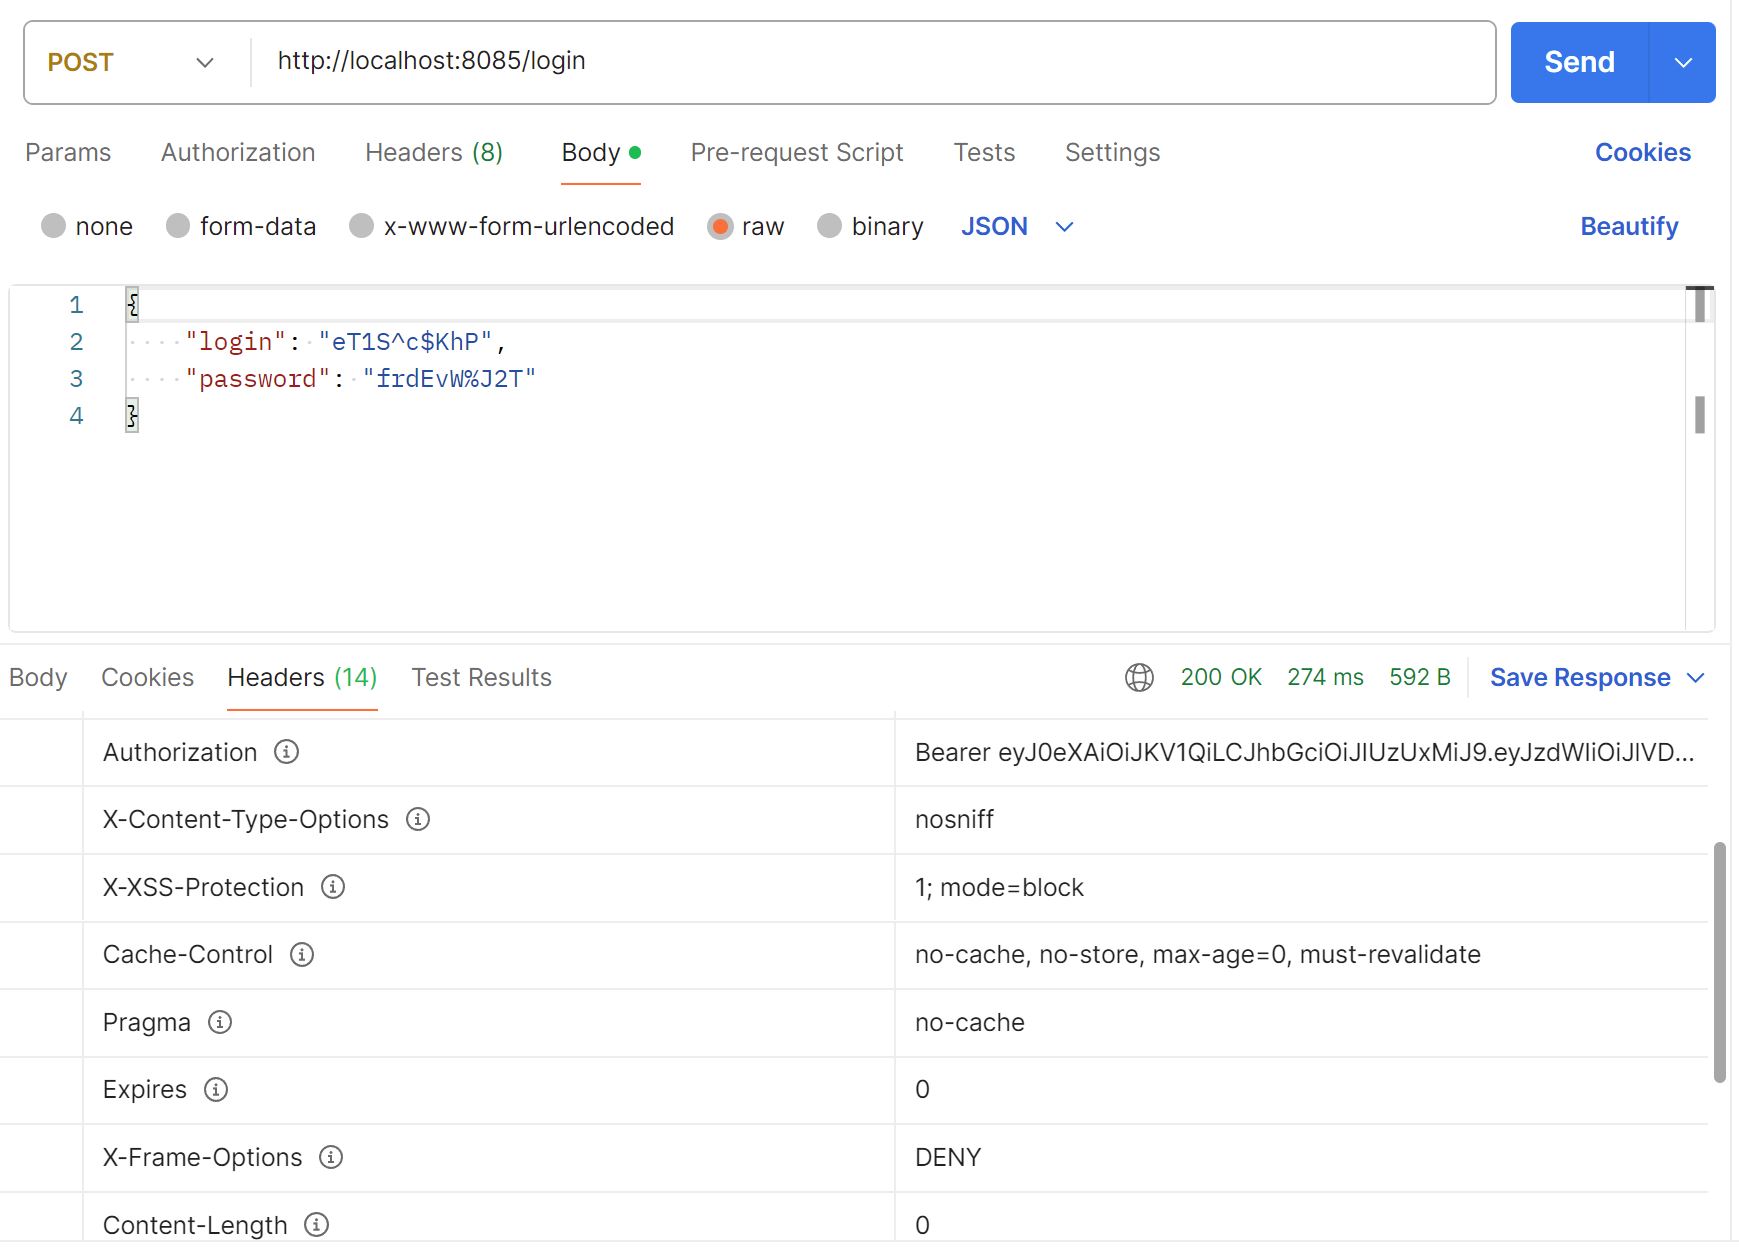 POST http://localhost:8085/login Send
Params Authorization Headers (8) Body Pre-request Script Tests Settings Cookies
none form-data x-www-form-urlencoded raw binary JSON Beautify
1 {
2 "login": "eT1S^c$KhP",
3 "password": "frdEvW%J2T"
4 }
Body Cookies Headers (14) Test Results 200 OK 274 ms 592 B Save Response
Authorization Bearer eyJ0eXAiOiJKV1QiLCJhbGciOiJIUzUxMiJ9.eyJzdWIiOiJlVD...
X-Content-Type-Options nosniff
X-XSS-Protection 1; mode=block
Cache-Control no-cache, no-store, max-age=0, must-revalidate
Pragma no-cache
Expires 0
X-Frame-Options DENY
Content-Length 0